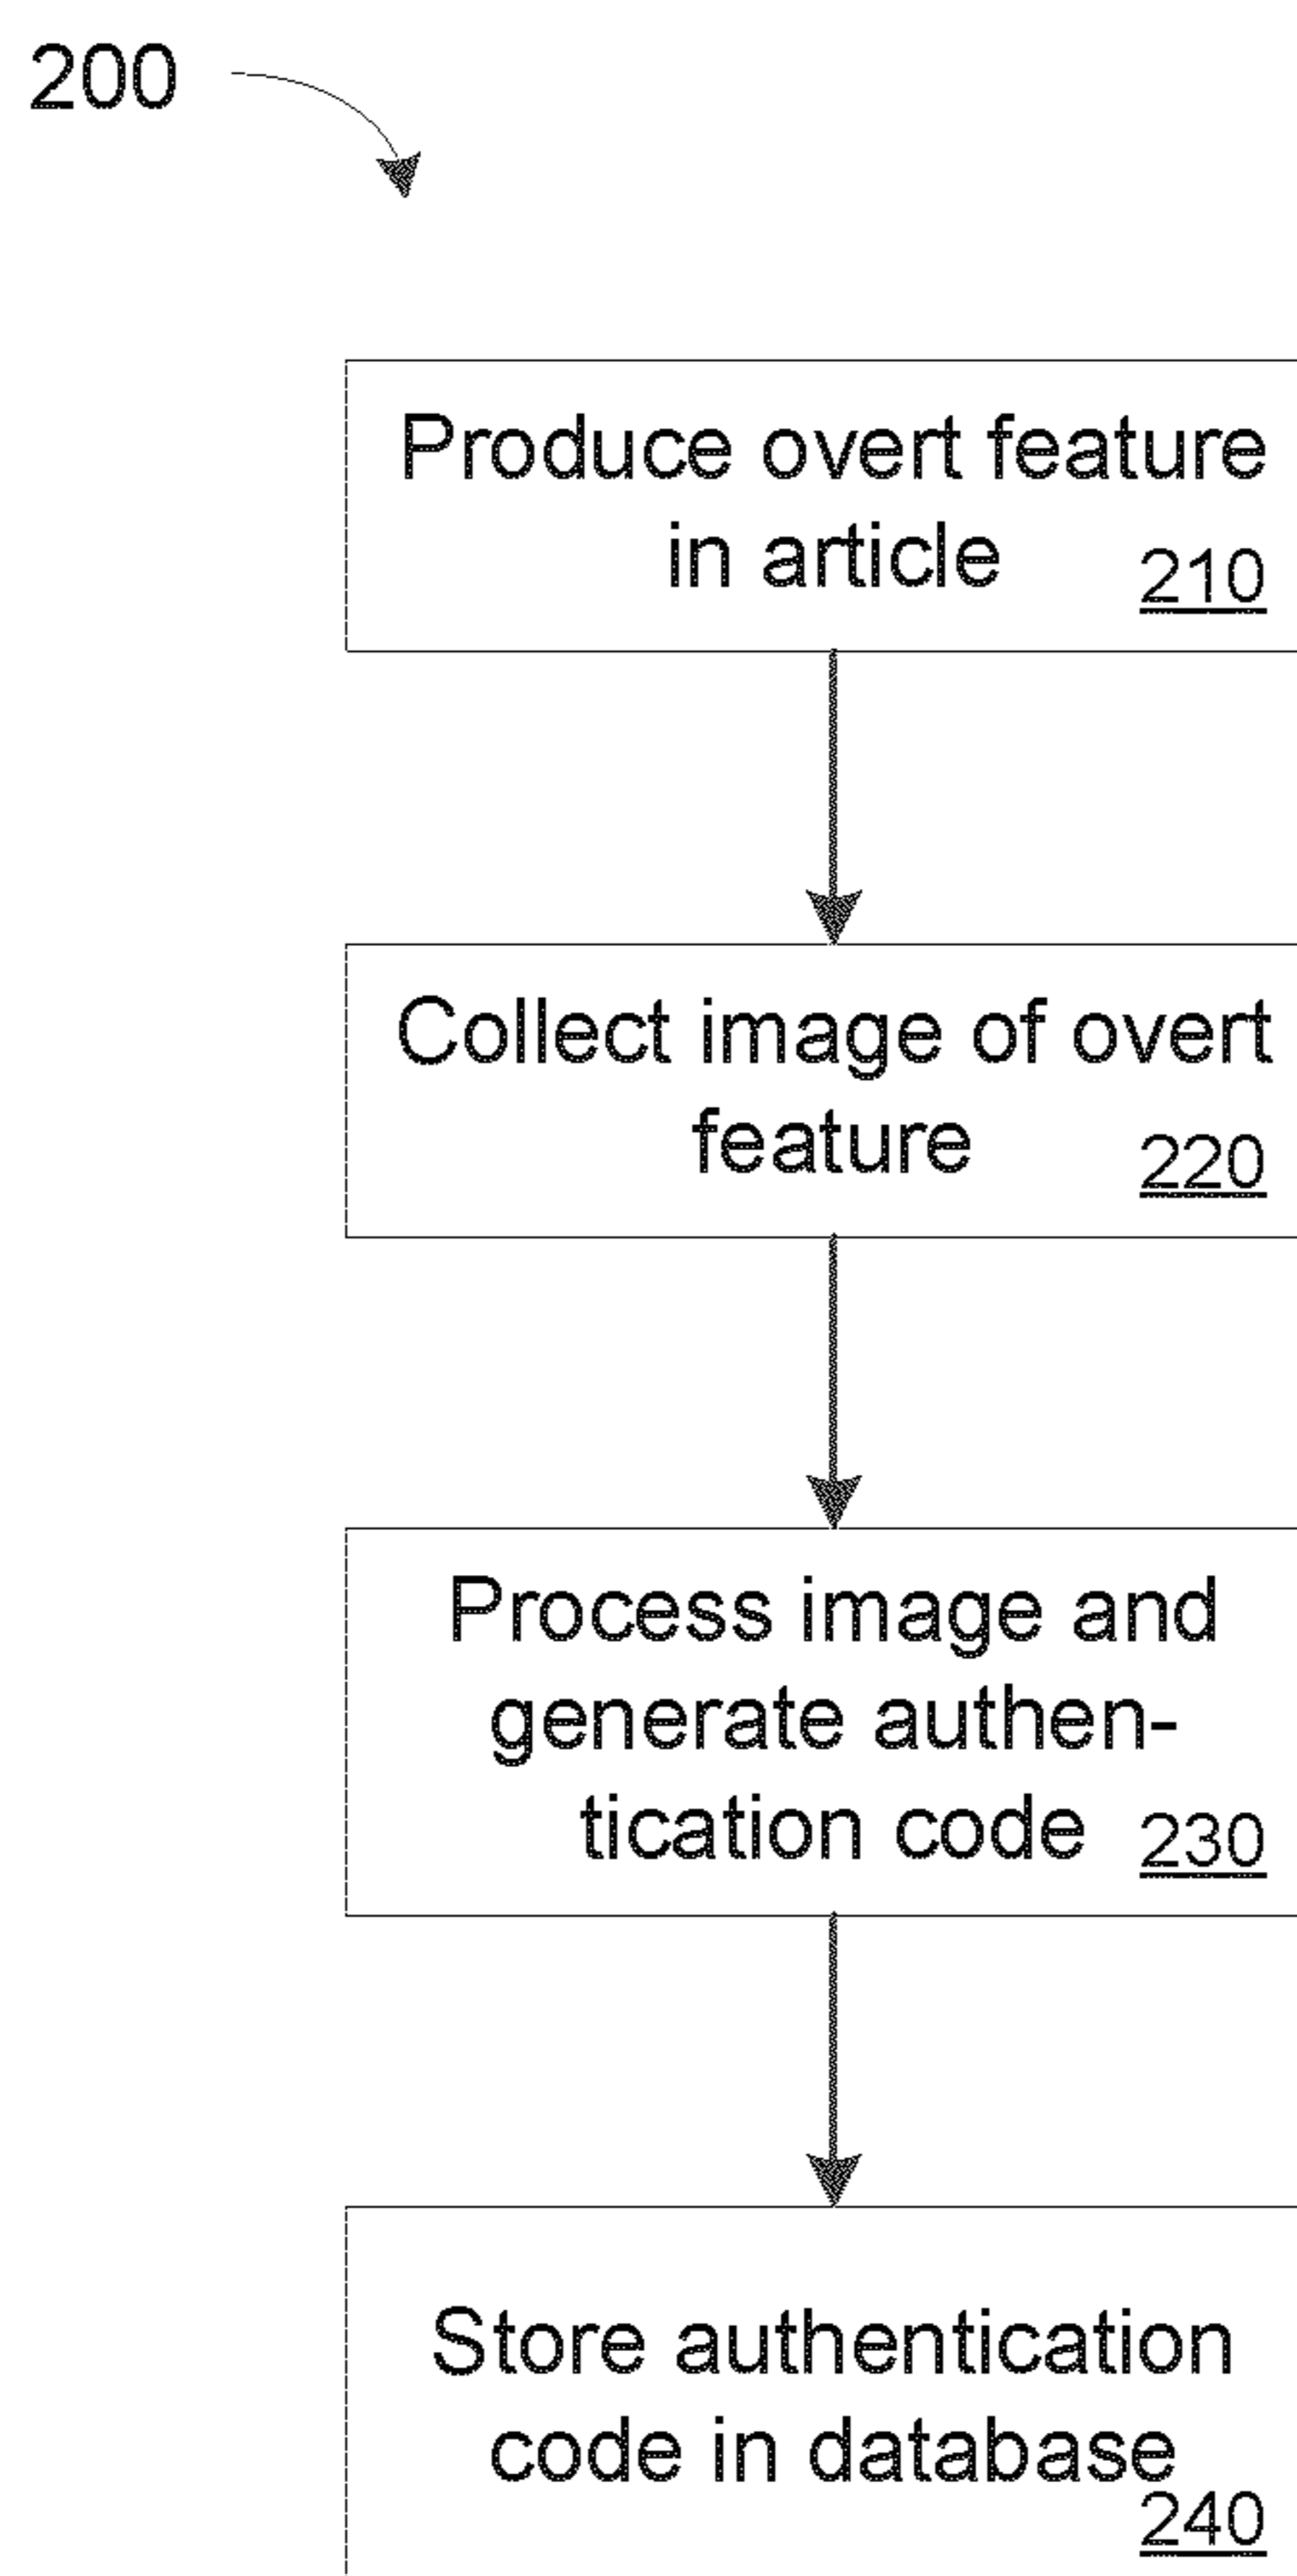 200
Produce overt feature
in article 210
Collect image of overt
feature 220
Process image and
generate authen-
tication code 230
Store authentication
code in database
240